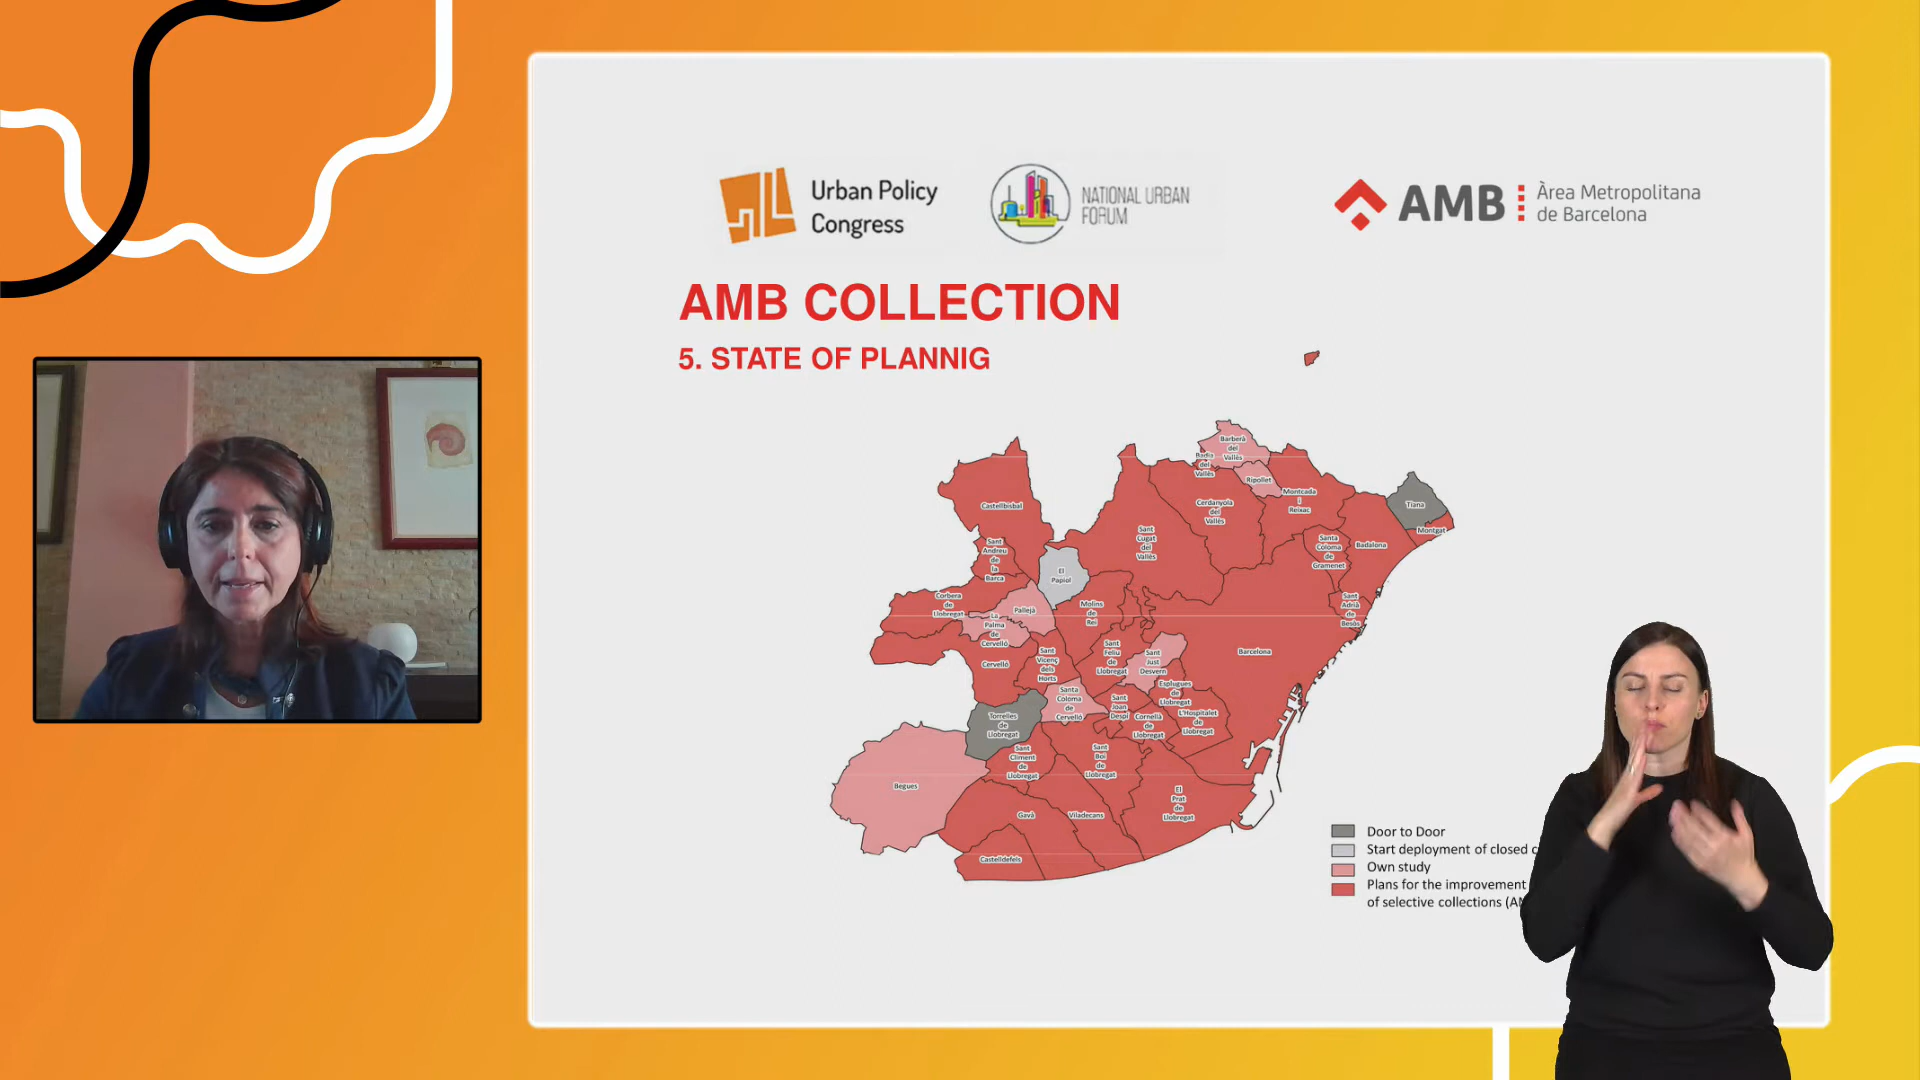 Urban Policy
Congress
NATIONAL URBAN
FORUM
AMB
Àrea Metropolitana
de Barcelona
AMB COLLECTION
5. STATE OF PLANNIG
Barberà
del
Vallès
Badia
del
Vallès
Ripollet
Montcada
i
Reixac
Cerdanyola
del
Vallès
Tiana
Montgat
Castellbisbal
Sant
Cugat
del
Vallès
Santa
Coloma
de
Gramenet
Badalona
Sant
Andreu
de
la
Barca
El
Papiol
Corbera
de
Llobregat
Pallejà
La
Palma
de
Cervelló
Molins
de
Rei
Sant
Adrià
de
Besòs
Cervelló
Sant
Vicenç
dels
Horts
Sant
Feliu
de
Llobregat
Sant
Just
Desvern
Barcelona
Esplugues
de
Llobregat
Santa
Coloma
de
Cervelló
Sant
Joan
Despí
Cornellà
de
Llobregat
L'Hospitalet
de
Llobregat
Torrelles
de
Llobregat
Sant
Climent
de
Llobregat
Sant
Boi
de
Llobregat
Begues
Gavà
Viladecans
El
Prat
de
Llobregat
Castelldefels
Door to Door
Start deployment of closed
Own study
Plans for the improvement
of selective collections